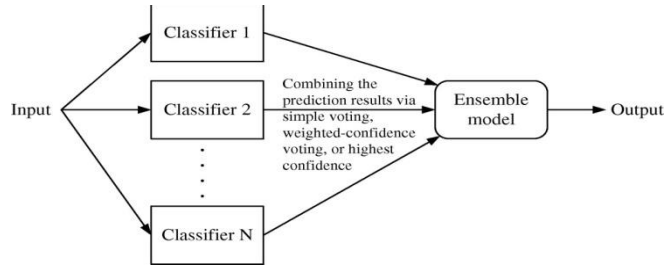 Classifier 1
Input
Classifier 2
Combining the
prediction results via
simple voting,
weighted-confidence
voting, or highest
confidence
Ensemble
model
Output
Classifier N